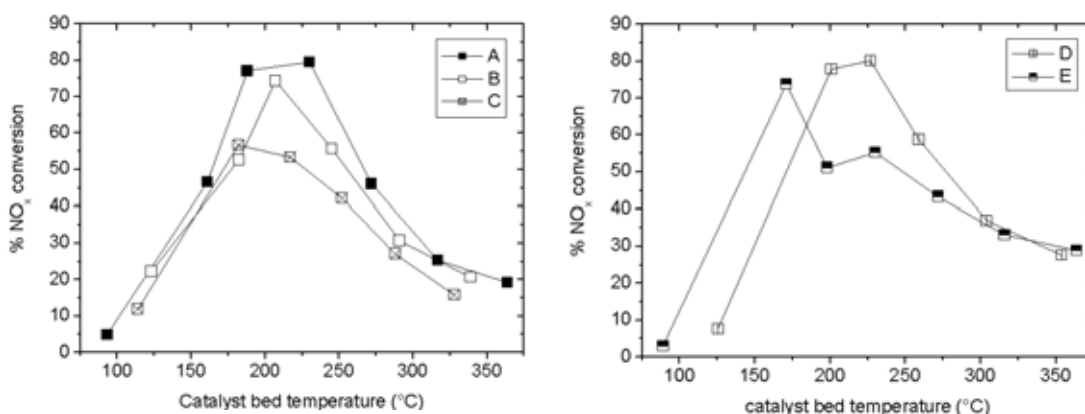 90
80
70
60
50
40
30
20
10
0
% NOx conversion
100 150 200 250 300 350
Catalyst bed temperature (°C)
A
B
C
90
80
70
60
50
40
30
20
10
0
% NOx conversion
100 150 200 250 300 350
catalyst bed temperature (°C)
D
E